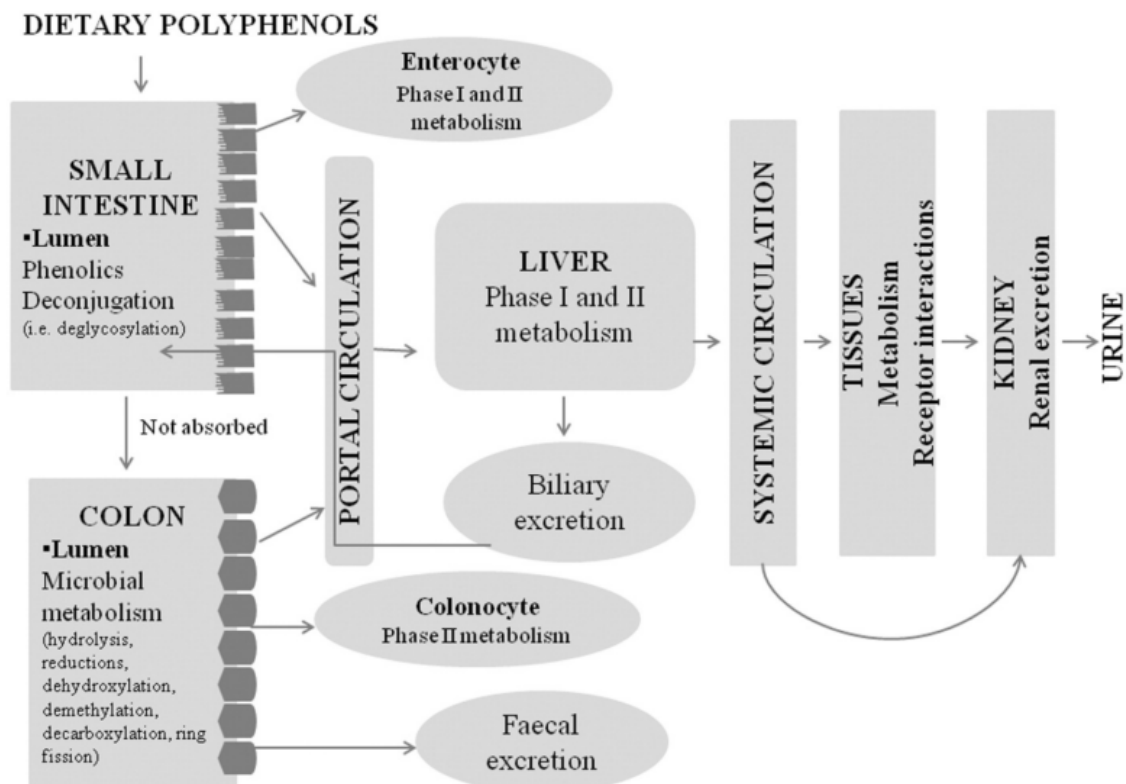 DIETARY POLYPHENOLS
Enterocyte
Phase I and II
metabolism
SMALL
INTESTINE
▪Lumen
Phenolics
Deconjugation
(i.e. deglycosylation)
PORTAL CIRCULATION
LIVER
Phase I and II
metabolism
SYSTEMIC CIRCULATION
TISSUES
Metabolism
Receptor interactions
KIDNEY
Renal excretion
URINE
Not absorbed
Biliary
excretion
COLON
▪Lumen
Microbial
metabolism
(hydrolysis,
reductions,
dehydroxylation,
demethylation,
decarboxylation, ring
fission)
Colonocyte
Phase II metabolism
Faecal
excretion